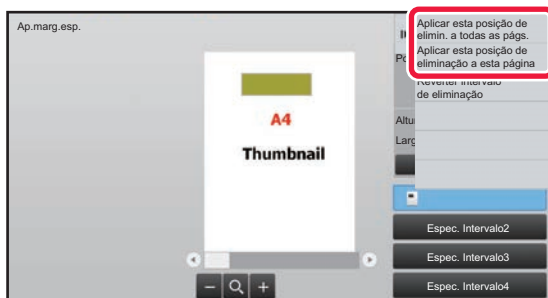 Ap.marg.esp.
A4
Thumbnail
Aplicar esta posição de
elimin. a todas as págs.
Aplicar esta posição de
eliminação a esta página
Reverter intervalo
de eliminação
Espec. Intervalo2
Espec. Intervalo3
Espec. Intervalo4